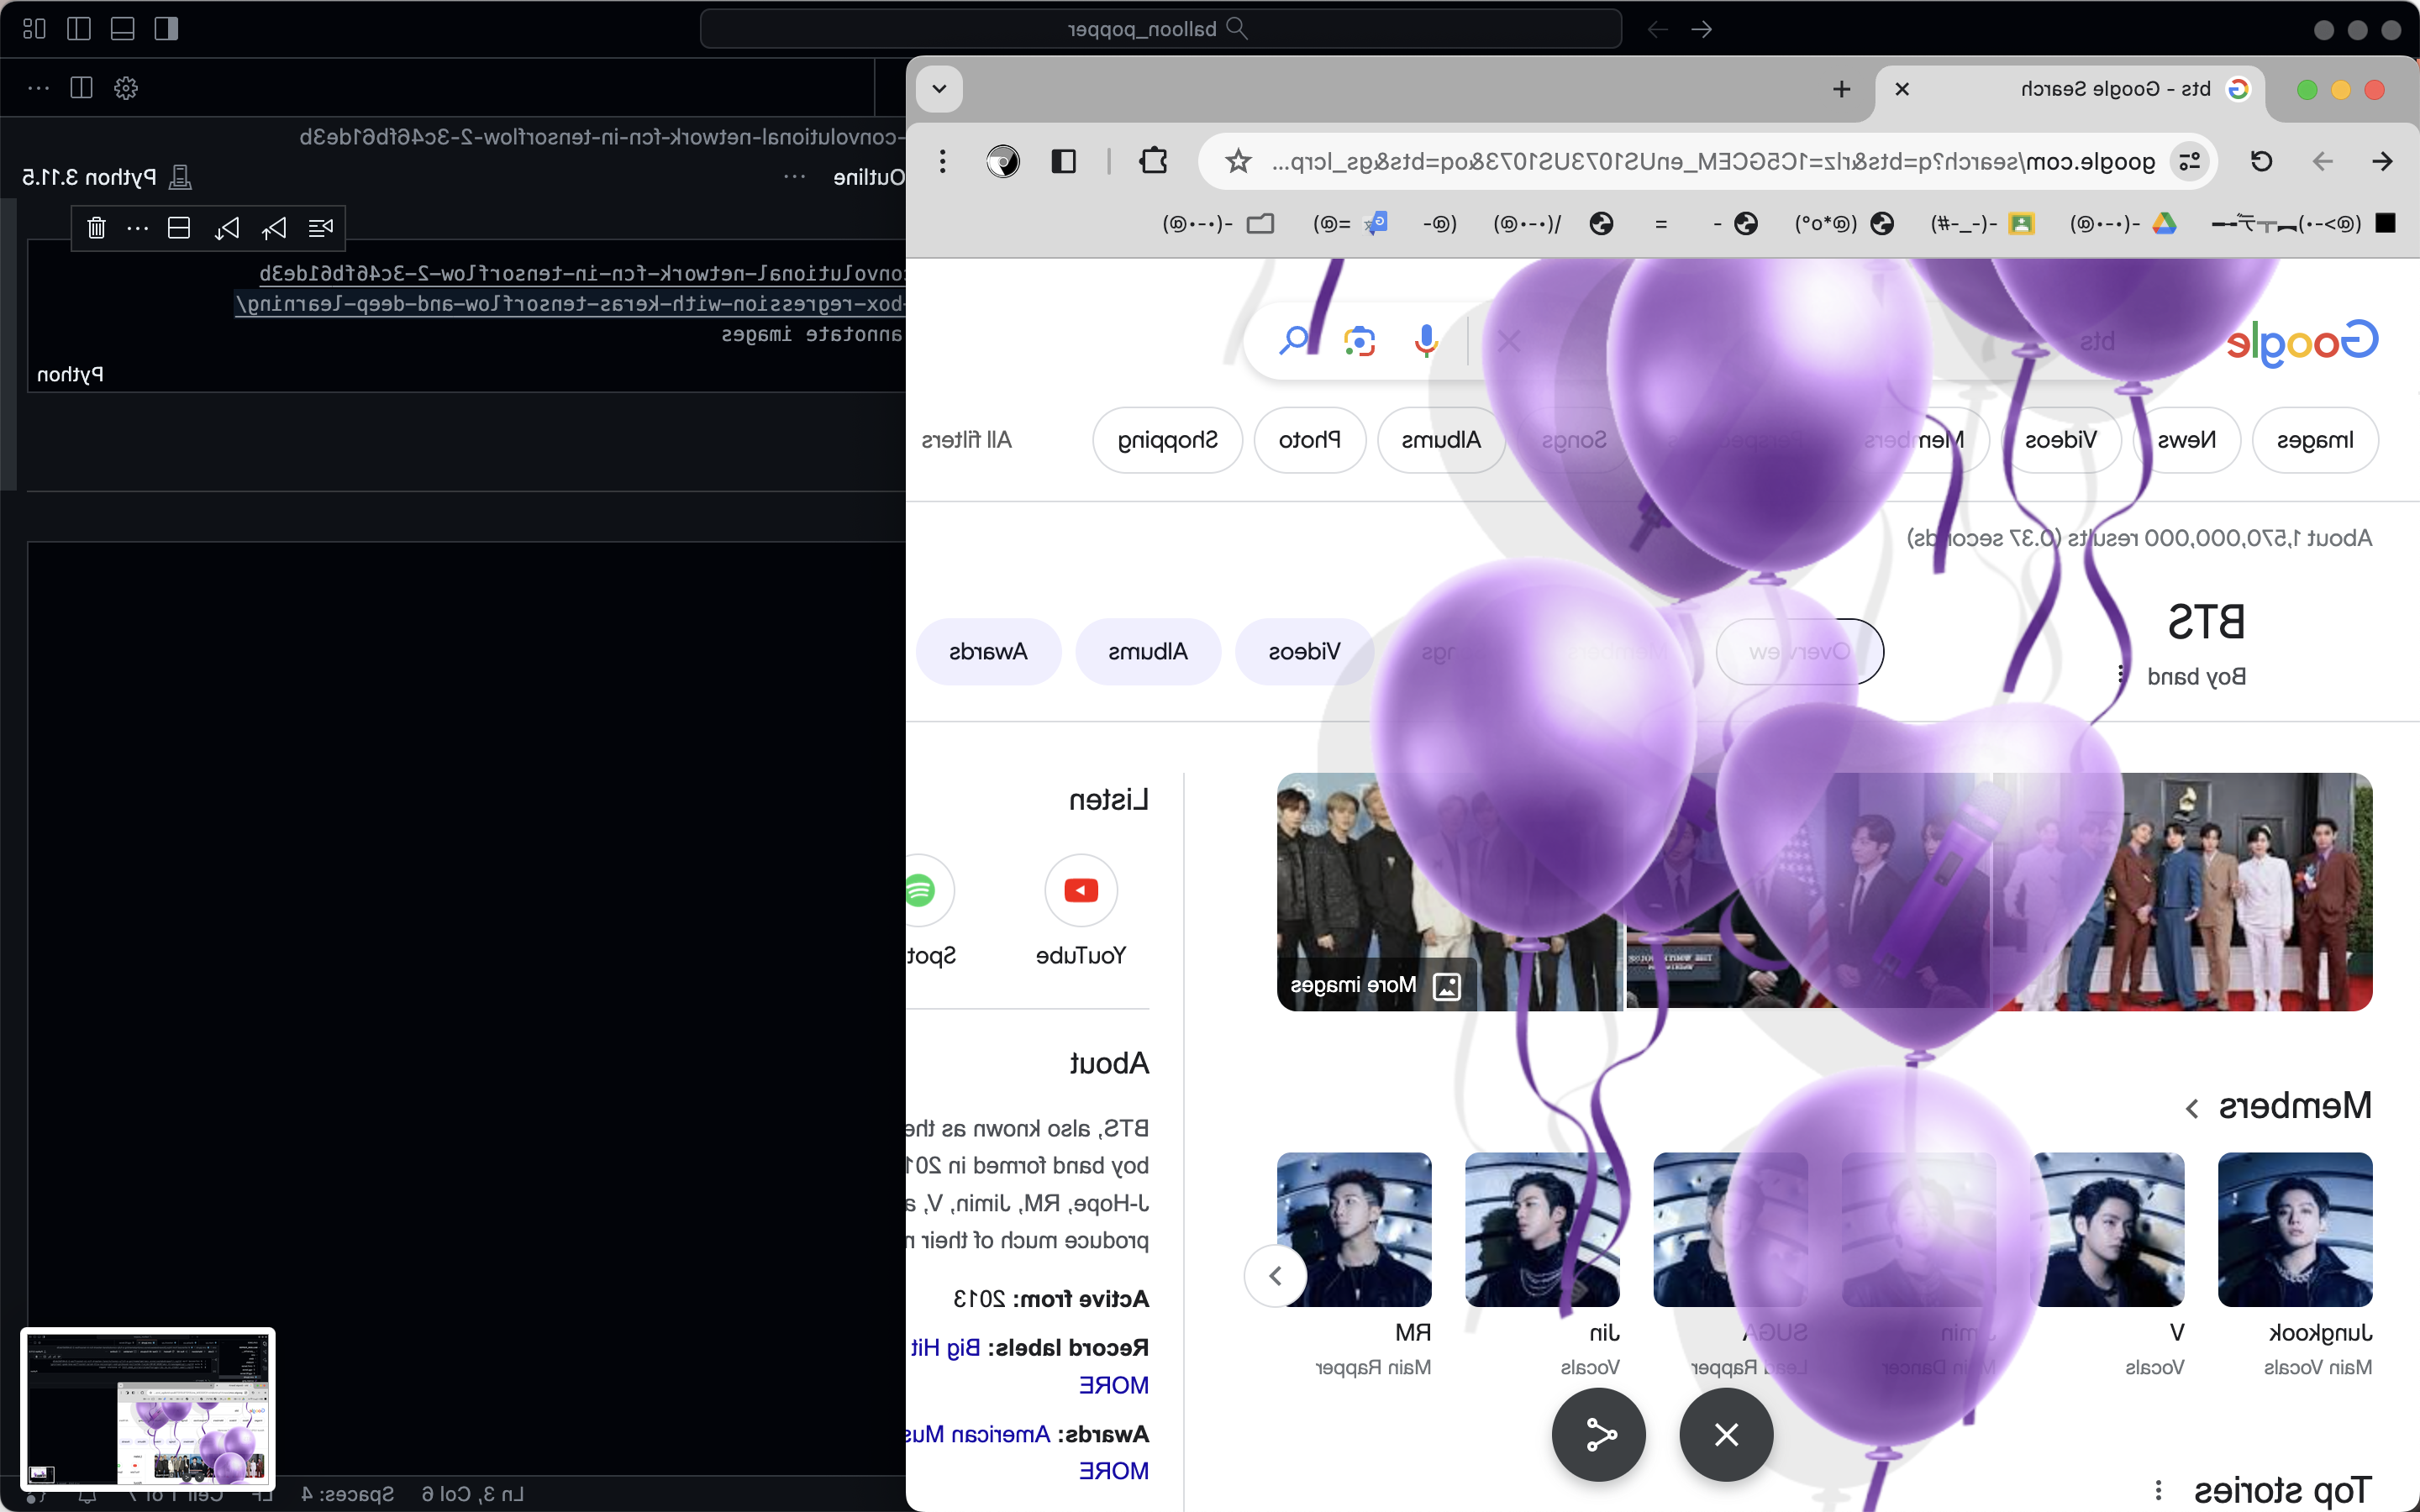 balloon_popper
bts - Google Search
google.com/search?q=bts&rlz=1C5GCEM_enUS1073US1073&oq=bts&gs_lcrp...
-(•-•@)
-(-_-#)
(@*o°)
-
=
/(•-•@)
-@)
=@)
-(•-•@)
Google
bts
Images
News
Videos
Members
Songs
Albums
Photo
Shopping
All filters
About 1,570,000,000 results (0.37 seconds)
BTS
Boy band
Overview
Videos
Albums
Awards
More images
Members
Jungkook
Main Vocals
V
Vocals
Jimin
Main Dancer
SUGA
Lead Rapper
Jin
Vocals
RM
Main Rapper
Top stories
Listen
YouTube
Spot
About
BTS, also known as the
boy band formed in 201
J-Hope, RM, Jimin, V, a
produce much of their
Active from: 2013
Record labels: Big Hit
MORE
Awards: American Mus
MORE
-convolutional-network-fcn-in-tensorflow-2-3c46fb61de3b
Outline ...
Python 3.11.5
convolutional-network-fcn-in-tensorflow-2-3c46fb61de3b
-box-regression-with-keras-tensorflow-and-deep-learning/
annotate images
Python
Ln 3, Col 6
Spaces: 4
LF
Cell 1 of 7